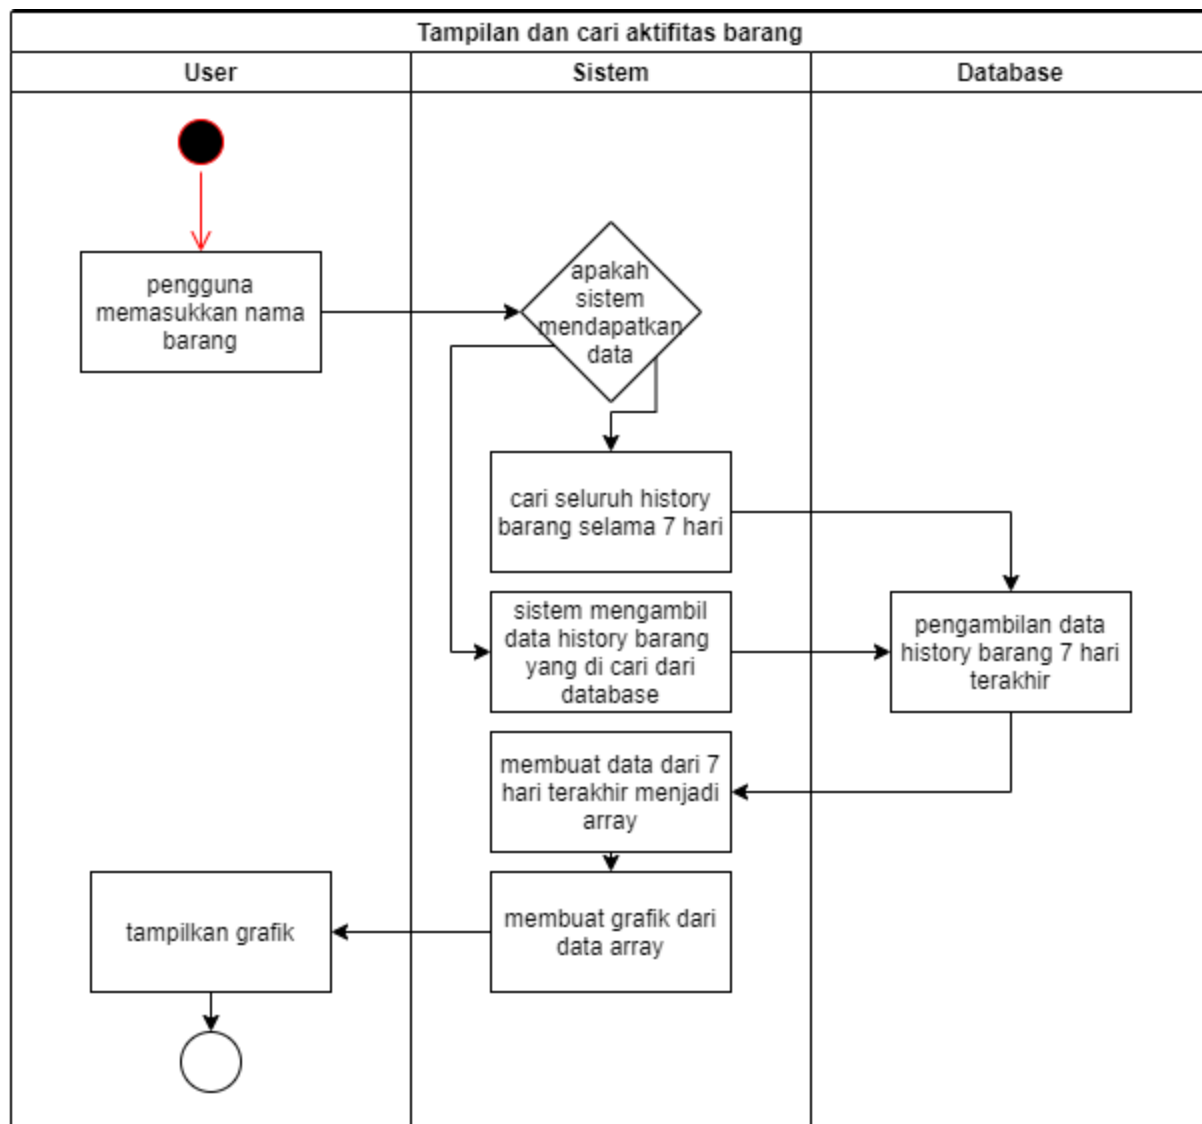 Tampilan dan cari aktifitas barang
User
Sistem
Database
pengguna
memasukkan nama
barang
apakah
sistem
mendapatkan
data
cari seluruh history
barang selama 7 hari
sistem mengambil
data history barang
yang di cari dari
database
pengambilan data
history barang 7 hari
terakhir
membuat data dari 7
hari terakhir menjadi
array
membuat grafik dari
data array
tampilkan grafik